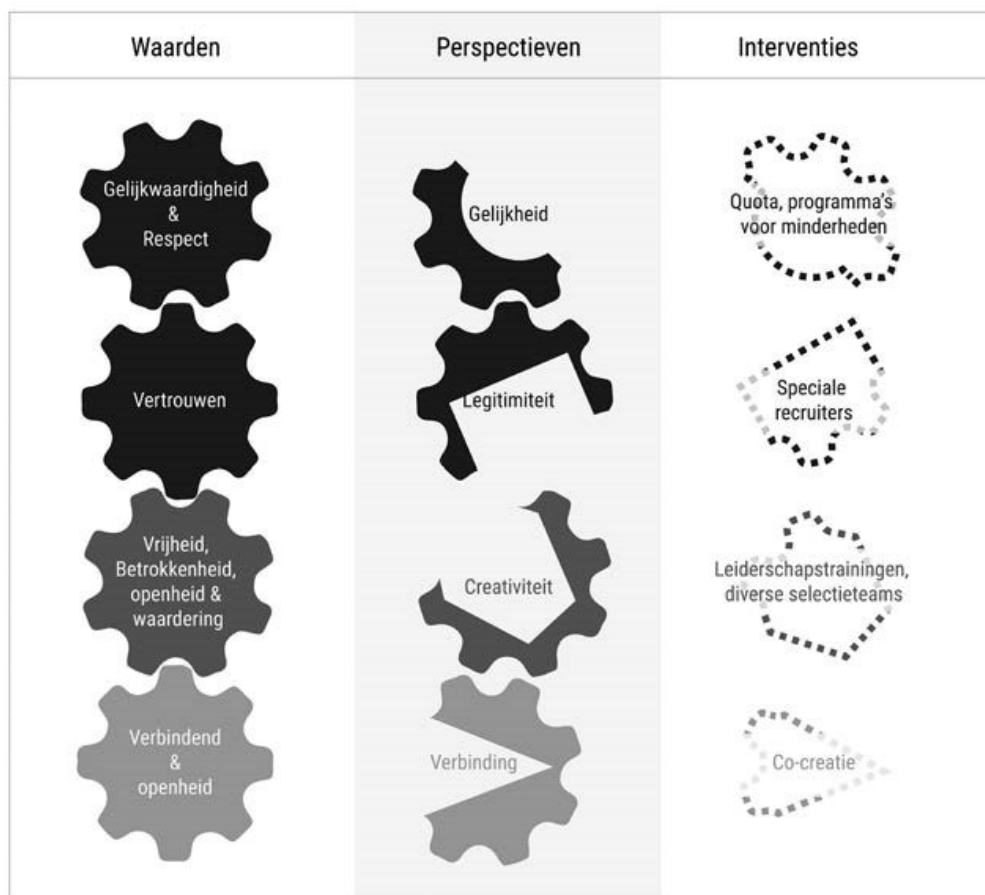 Waarden
Perspectieven
Interventies
Gelijkwaardigheid
&
Respect
Gelijkheid
Quota, programma's
voor minderheden
Vertrouwen
Legitimiteit
Speciale
recruiters
Vrijheid,
Betrokkenheid,
openheid &
waardering
Creativiteit
Leiderschapstrainingen,
diverse selectieteams
Verbindend
&
openheid
Verbinding
Co-creatie